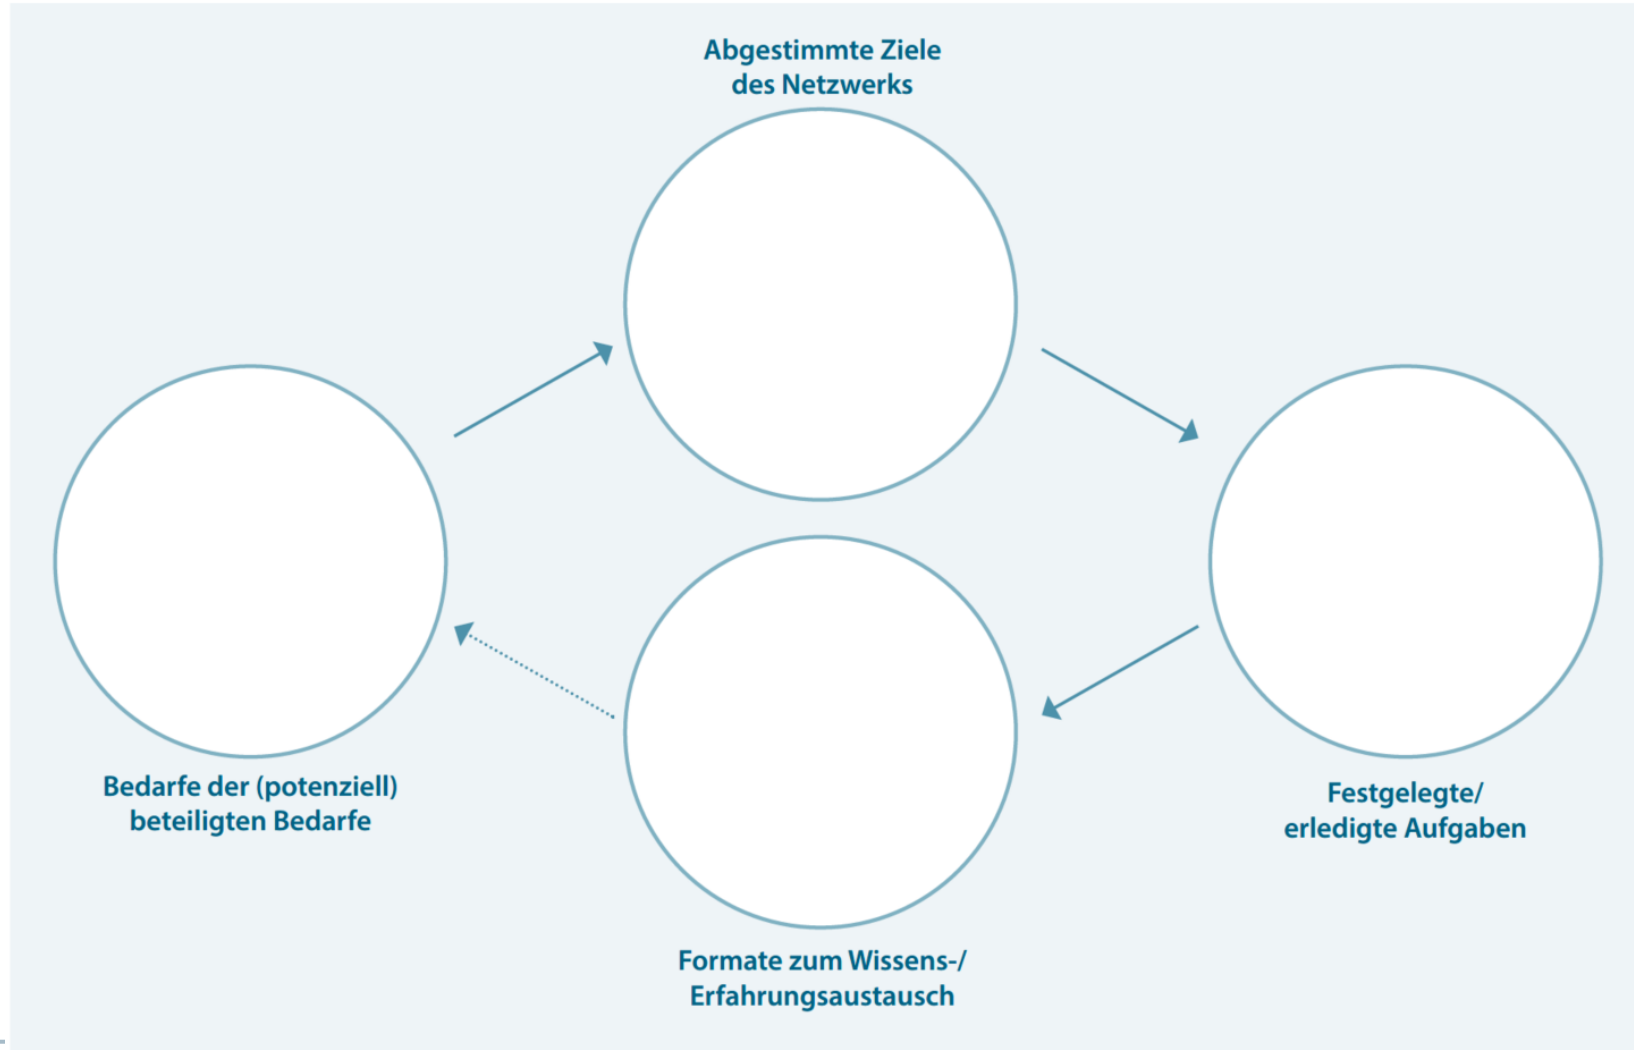 Abgestimmte Ziele
des Netzwerks
Bedarfe der (potenziell)
beteiligten Bedarfe
Festgelegte/
erledigte Aufgaben
Formate zum Wissens-/
Erfahrungsaustausch